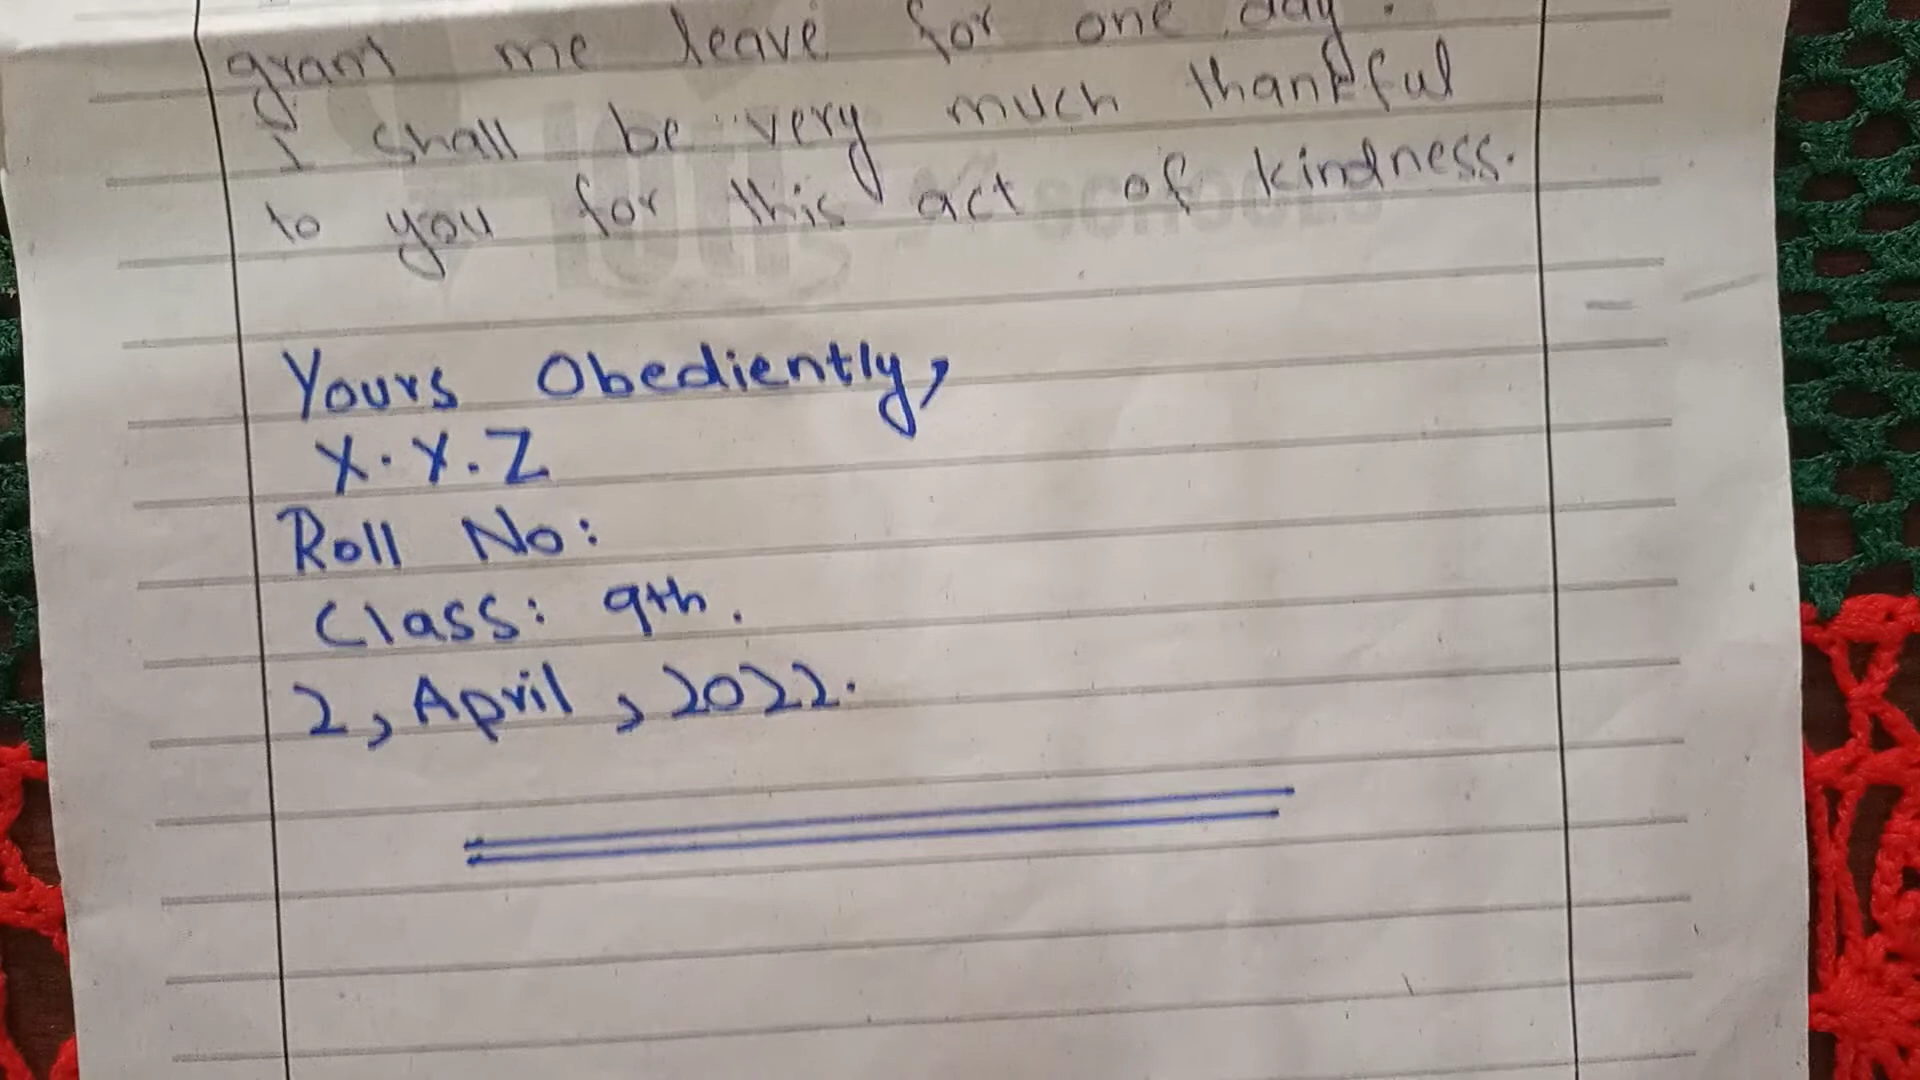 grant me leave for one day.
I shall be very much thankful
to you for this act of kindness.
SCHOOLS
Yours Obediently,
X.Y.Z
Roll No:
Class: 9th.
2, April, 2022.